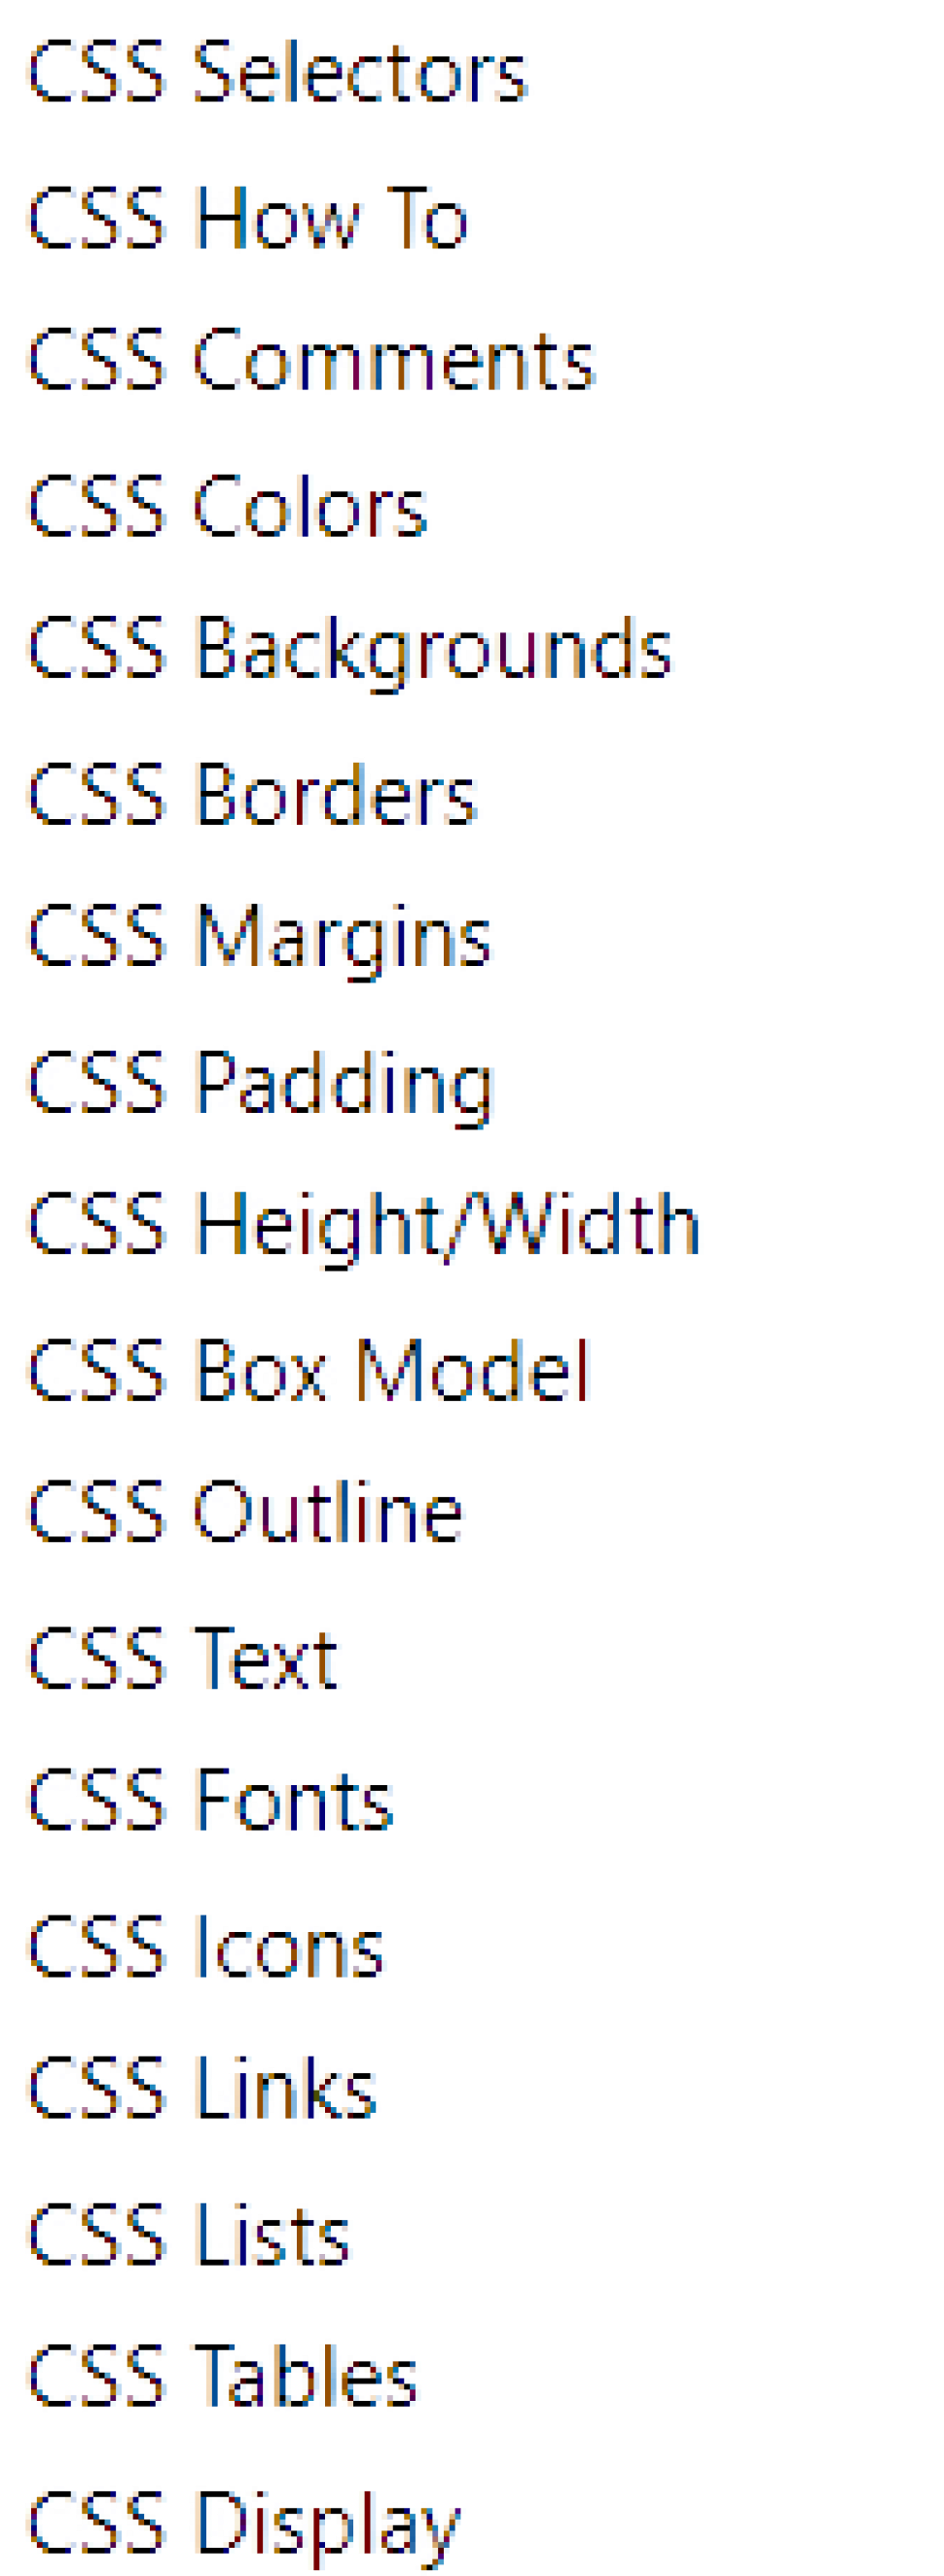 CSS Selectors
CSS How To
CSS Comments
CSS Colors
CSS Backgrounds
CSS Borders
CSS Margins
CSS Padding
CSS Height/Width
CSS Box Model
CSS Outline
CSS Text
CSS Fonts
CSS Icons
CSS Links
CSS Lists
CSS Tables
CSS Display